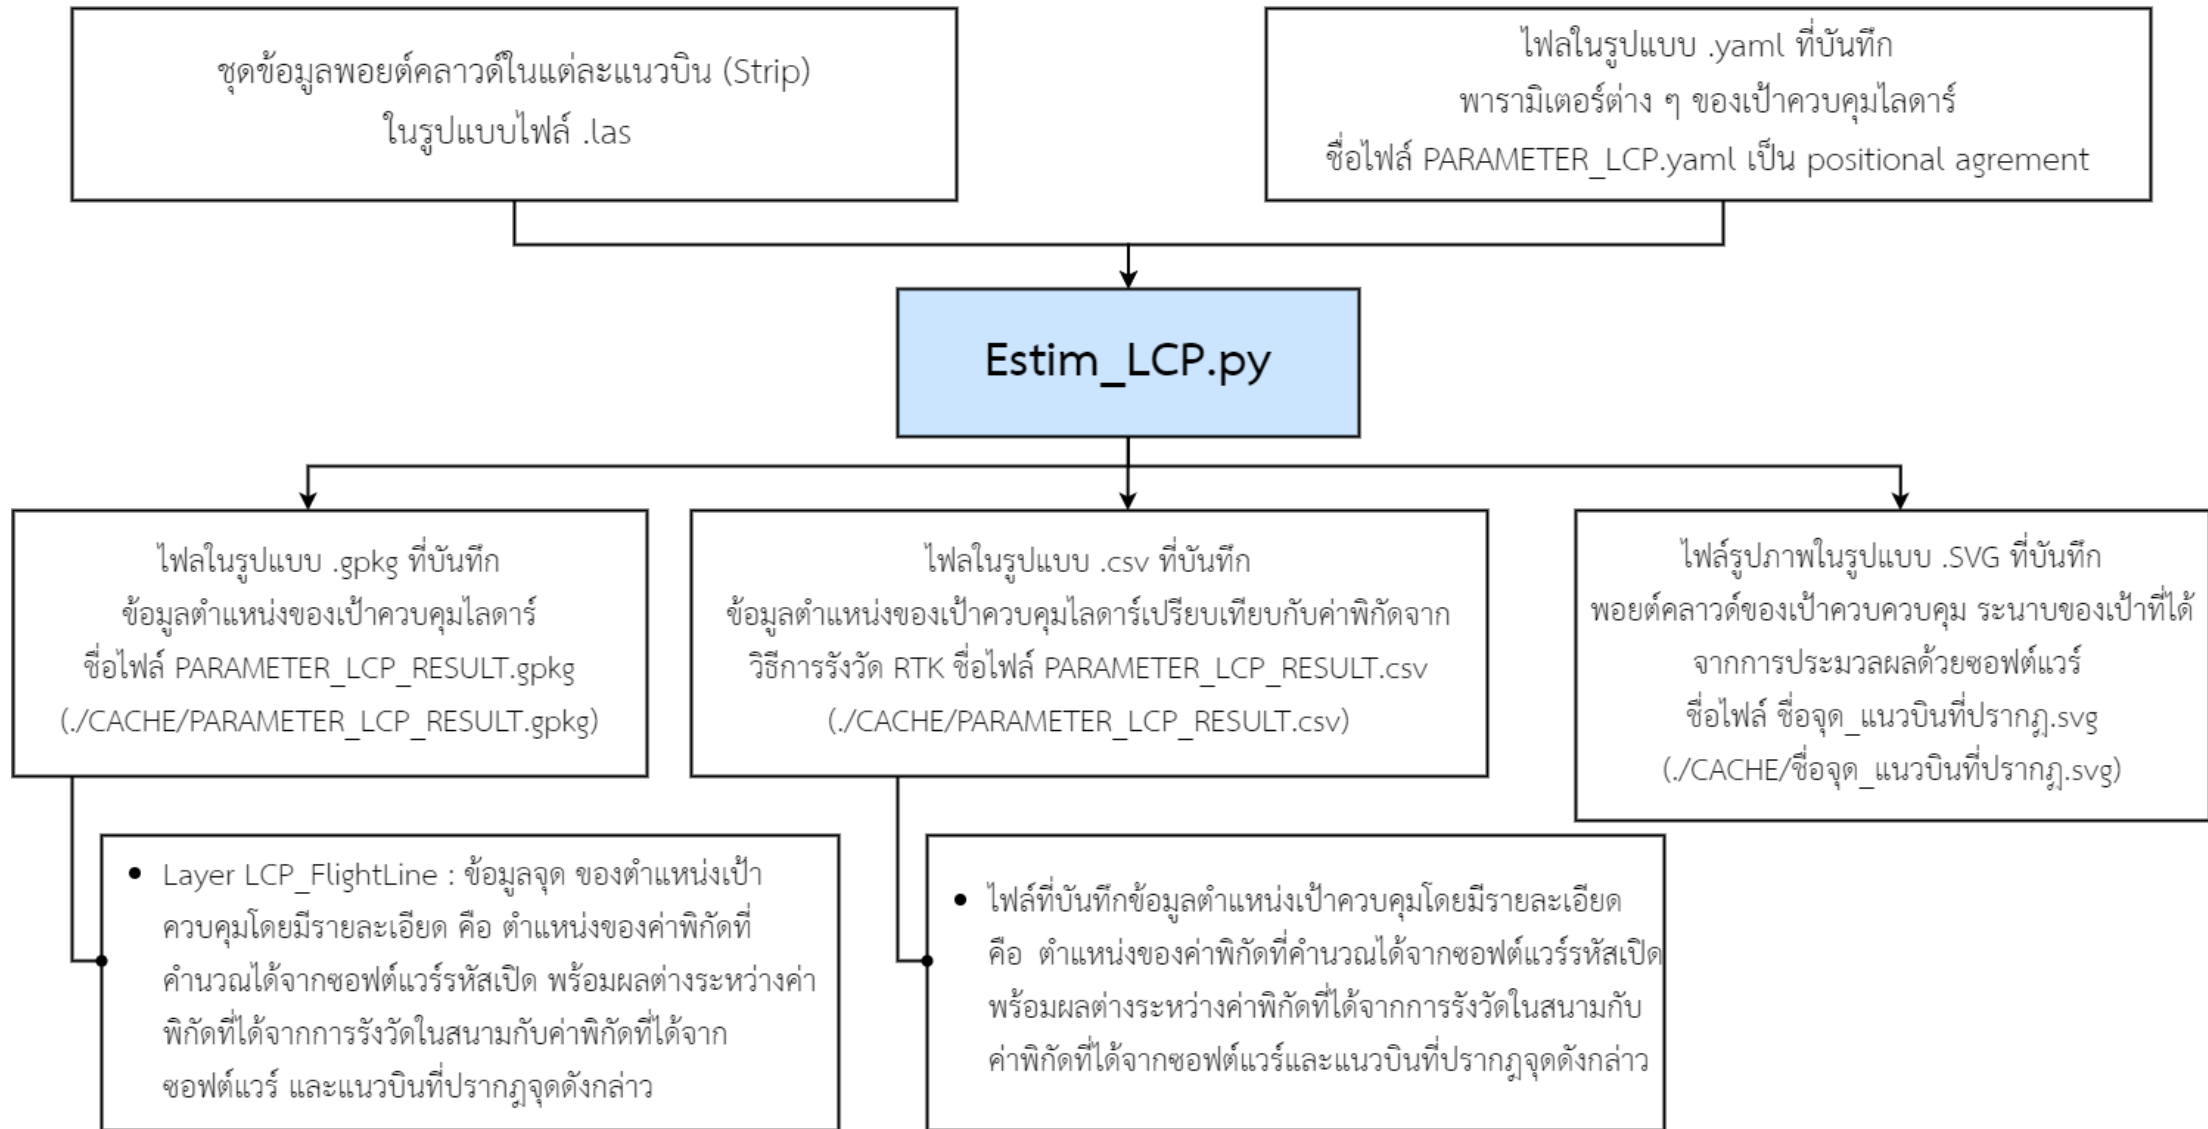 ชุดข้อมูลพอยต์คลาวด์ในแต่ละแนวบิน (Strip)
ในรูปแบบไฟล์ .las
ไฟลในรูปแบบ .yaml ที่บันทึก
พารามิเตอร์ต่าง ๆ ของเป้าควบคุมไลดาร์
ชื่อไฟล์ PARAMETER_LCP.yaml เป็น positional agrement
Estim_LCP.py
ไฟลในรูปแบบ .gpkg ที่บันทึก
ข้อมูลตำแหน่งของเป้าควบคุมไลดาร์
ชื่อไฟล์ PARAMETER_LCP_RESULT.gpkg
(./CACHE/PARAMETER_LCP_RESULT.gpkg)
ไฟลในรูปแบบ .csv ที่บันทึก
ข้อมูลตำแหน่งของเป้าควบคุมไลดาร์เปรียบเทียบกับค่าพิกัดจาก
วิธีการรังวัด RTK ชื่อไฟล์ PARAMETER_LCP_RESULT.csv
(./CACHE/PARAMETER_LCP_RESULT.csv)
ไฟล์รูปภาพในรูปแบบ .SVG ที่บันทึก
พอยต์คลาวด์ของเป้าควบควบคุม ระนาบของเป้าที่ได้
จากการประมวลผลด้วยซอฟต์แวร์
ชื่อไฟล์ ชื่อจุด_แนวบินที่ปรากฏ.svg
(./CACHE/ชื่อจุด_แนวบินที่ปรากฏ.svg)
• Layer LCP_FlightLine : ข้อมูลจุด ของตำแหน่งเป้า
ควบคุมโดยมีรายละเอียด คือ ตำแหน่งของค่าพิกัดที่
คำนวณได้จากซอฟต์แวร์รหัสเปิด พร้อมผลต่างระหว่างค่า
พิกัดที่ได้จากการรังวัดในสนามกับค่าพิกัดที่ได้จาก
ซอฟต์แวร์ และแนวบินที่ปรากฏจุดดังกล่าว
• ไฟล์ที่บันทึกข้อมูลตำแหน่งเป้าควบคุมโดยมีรายละเอียด
คือ ตำแหน่งของค่าพิกัดที่คำนวณได้จากซอฟต์แวร์รหัสเปิด
พร้อมผลต่างระหว่างค่าพิกัดที่ได้จากการรังวัดในสนามกับ
ค่าพิกัดที่ได้จากซอฟต์แวร์และแนวบินที่ปรากฏจุดดังกล่าว